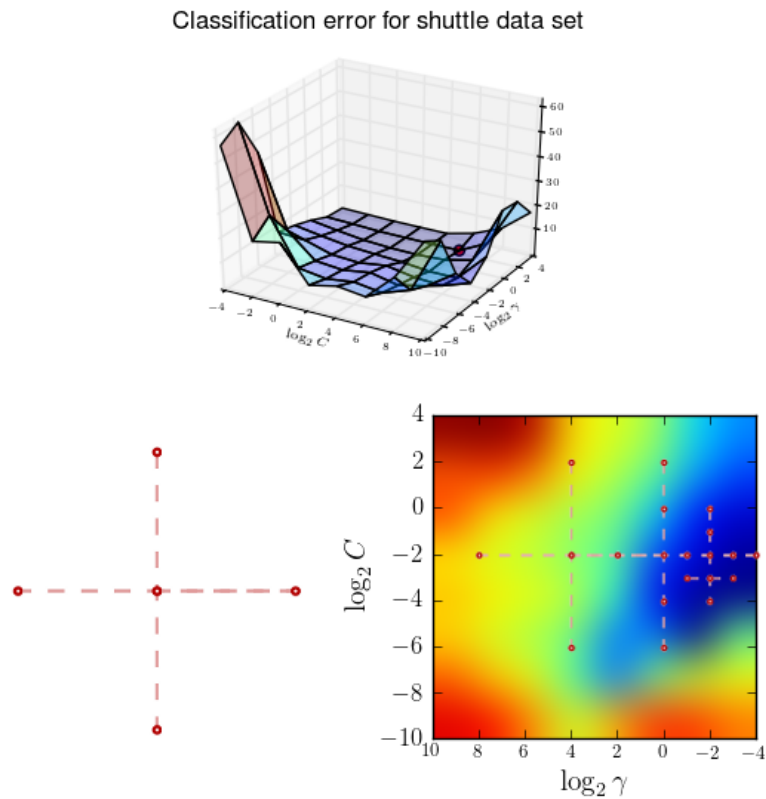 Classification error for shuttle data set
60
50
40
30
20
10
−4 −2 0 2 4 6 8 10
log₂ C
−10 −8 −6 −4 −2 0 2 4
log₂ γ
4
2
0
−2
−4
−6
−8
−10
log₂ C
10 8 6 4 2 0 −2 −4
log₂ γ